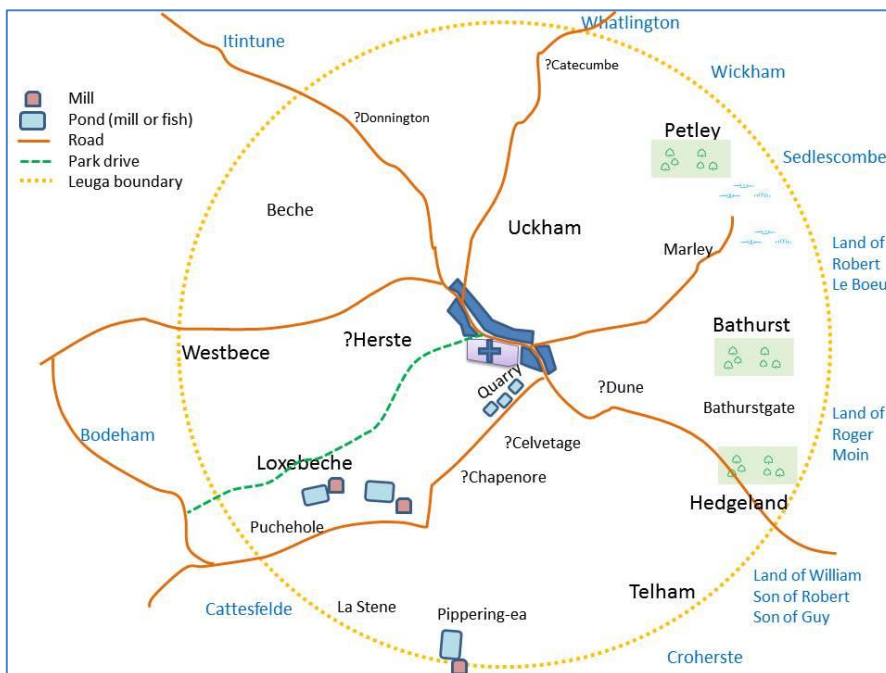 Whatlington
Itintune
?Catecumbe
Wickham
Mill
Pond (mill or fish)
Road
Park drive
Leuga boundary
?Donnington
Petley
Sedlescombe
Beche
Uckham
Marley
Land of
Robert
Le Boeu
Westbece
?Herste
Bathurst
Quarry
?Dune
Bathurstgate
Bodeham
Land of
Roger
Moin
?Celvetage
Loxebeche
?Chapenore
Hedgeland
Puchehole
Cattesfelde
La Stene
Pippering-ea
Telham
Land of William
Son of Robert
Son of Guy
Croherste